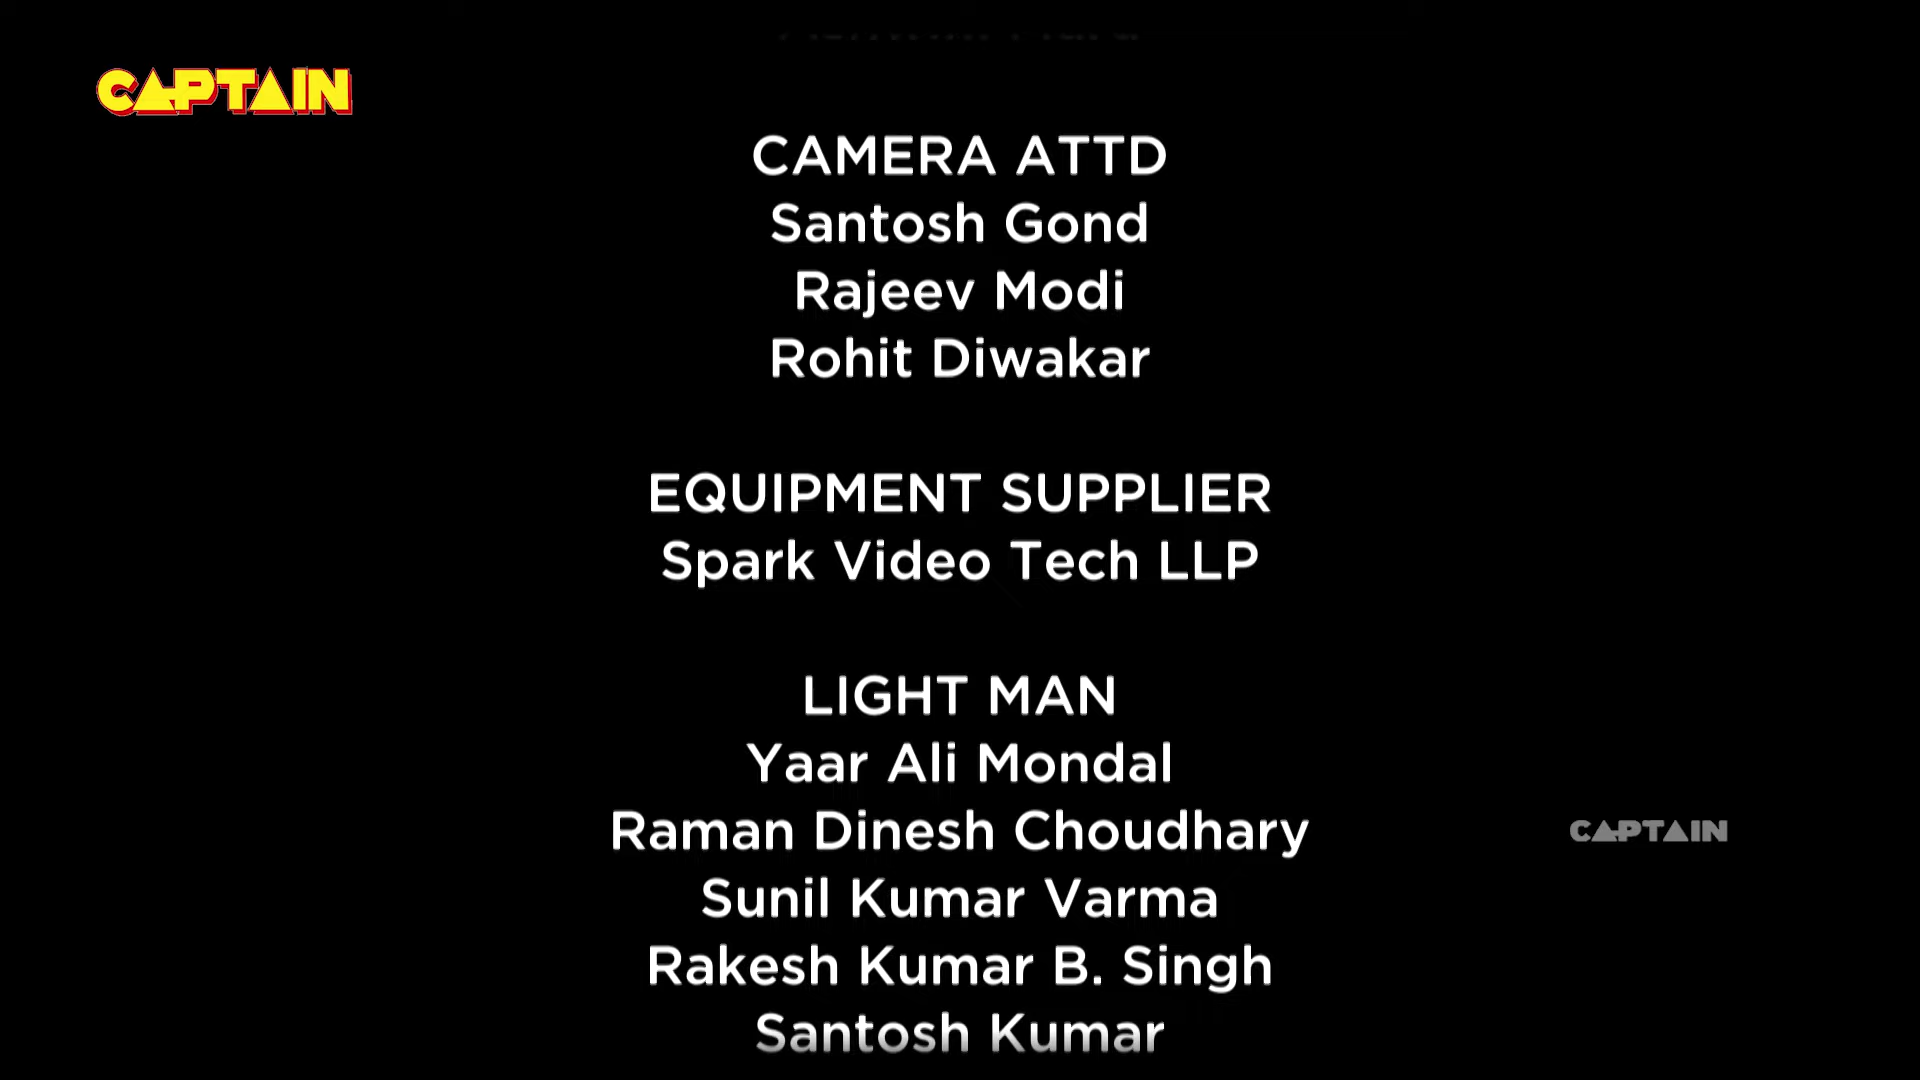 CAPTAIN
CAMERA ATTD
Santosh Gond
Rajeev Modi
Rohit Diwakar
EQUIPMENT SUPPLIER
Spark Video Tech LLP
LIGHT MAN
Yaar Ali Mondal
Raman Dinesh Choudhary
CAPTAIN
Sunil Kumar Varma
Rakesh Kumar B. Singh
Santosh Kumar